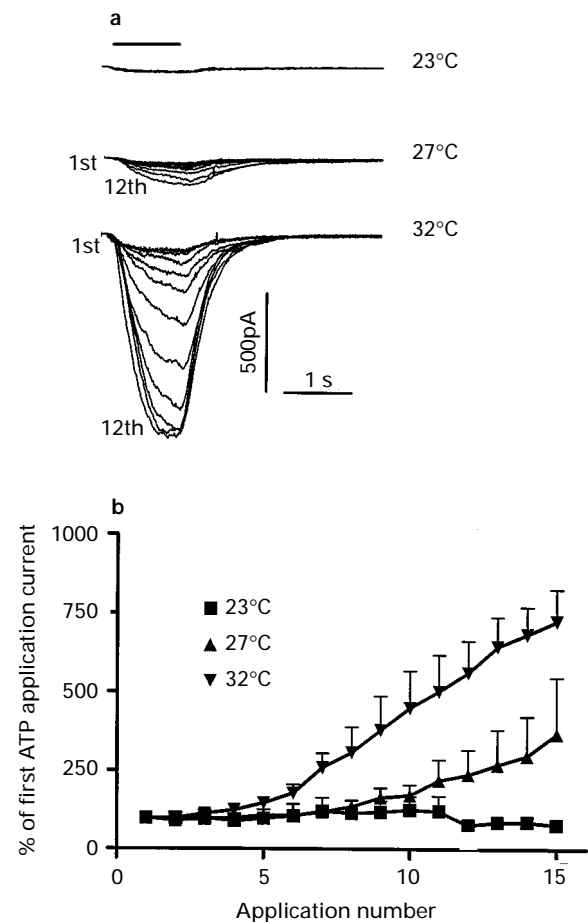 a
23°C
1st
27°C
12th
1st
32°C
500pA
1 s
12th
b
% of first ATP application current
1000
750
500
250
0
23°C
27°C
32°C
0
5
10
15
Application number